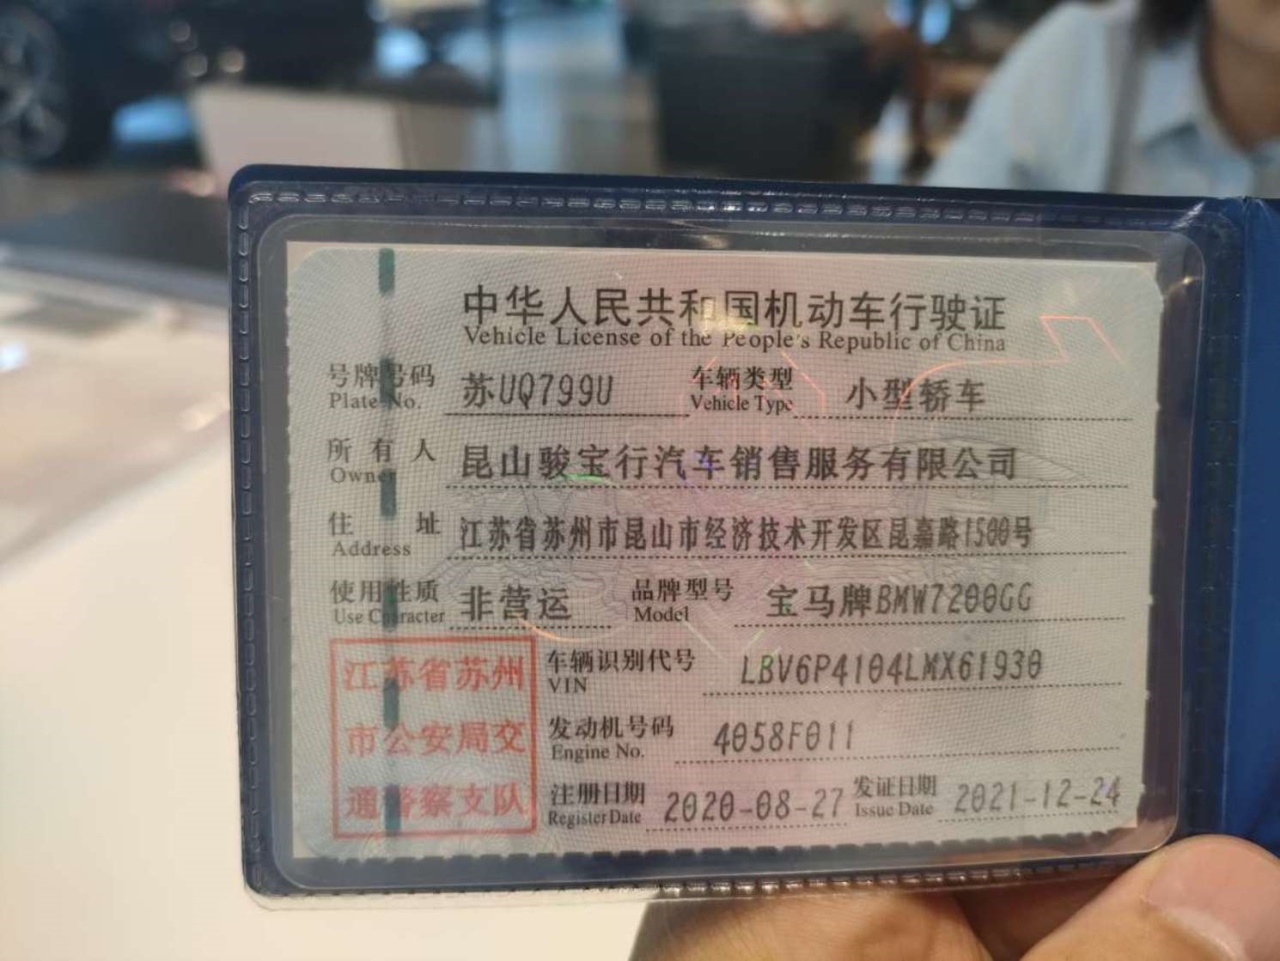 中华人民共和国机动车行驶证
Vehicle License of the People's Republic of China
号牌号码 苏UQ799U 车辆类型 小型轿车
Plate No. Vehicle Type
所有人 昆山骏宝行汽车销售服务有限公司
Owner
住址 江苏省苏州市昆山市经济技术开发区昆嘉路1500号
Address
使用性质 非营运 品牌型号 宝马牌BMW7200GG
Use Character Model
江苏省苏州
市公安局交
通警察支队
车辆识别代号 LBV6P4104LMX61930
VIN
发动机号码 4058F011
Engine No.
注册日期 2020-08-27 发证日期 2021-12-24
Register Date Issue Date